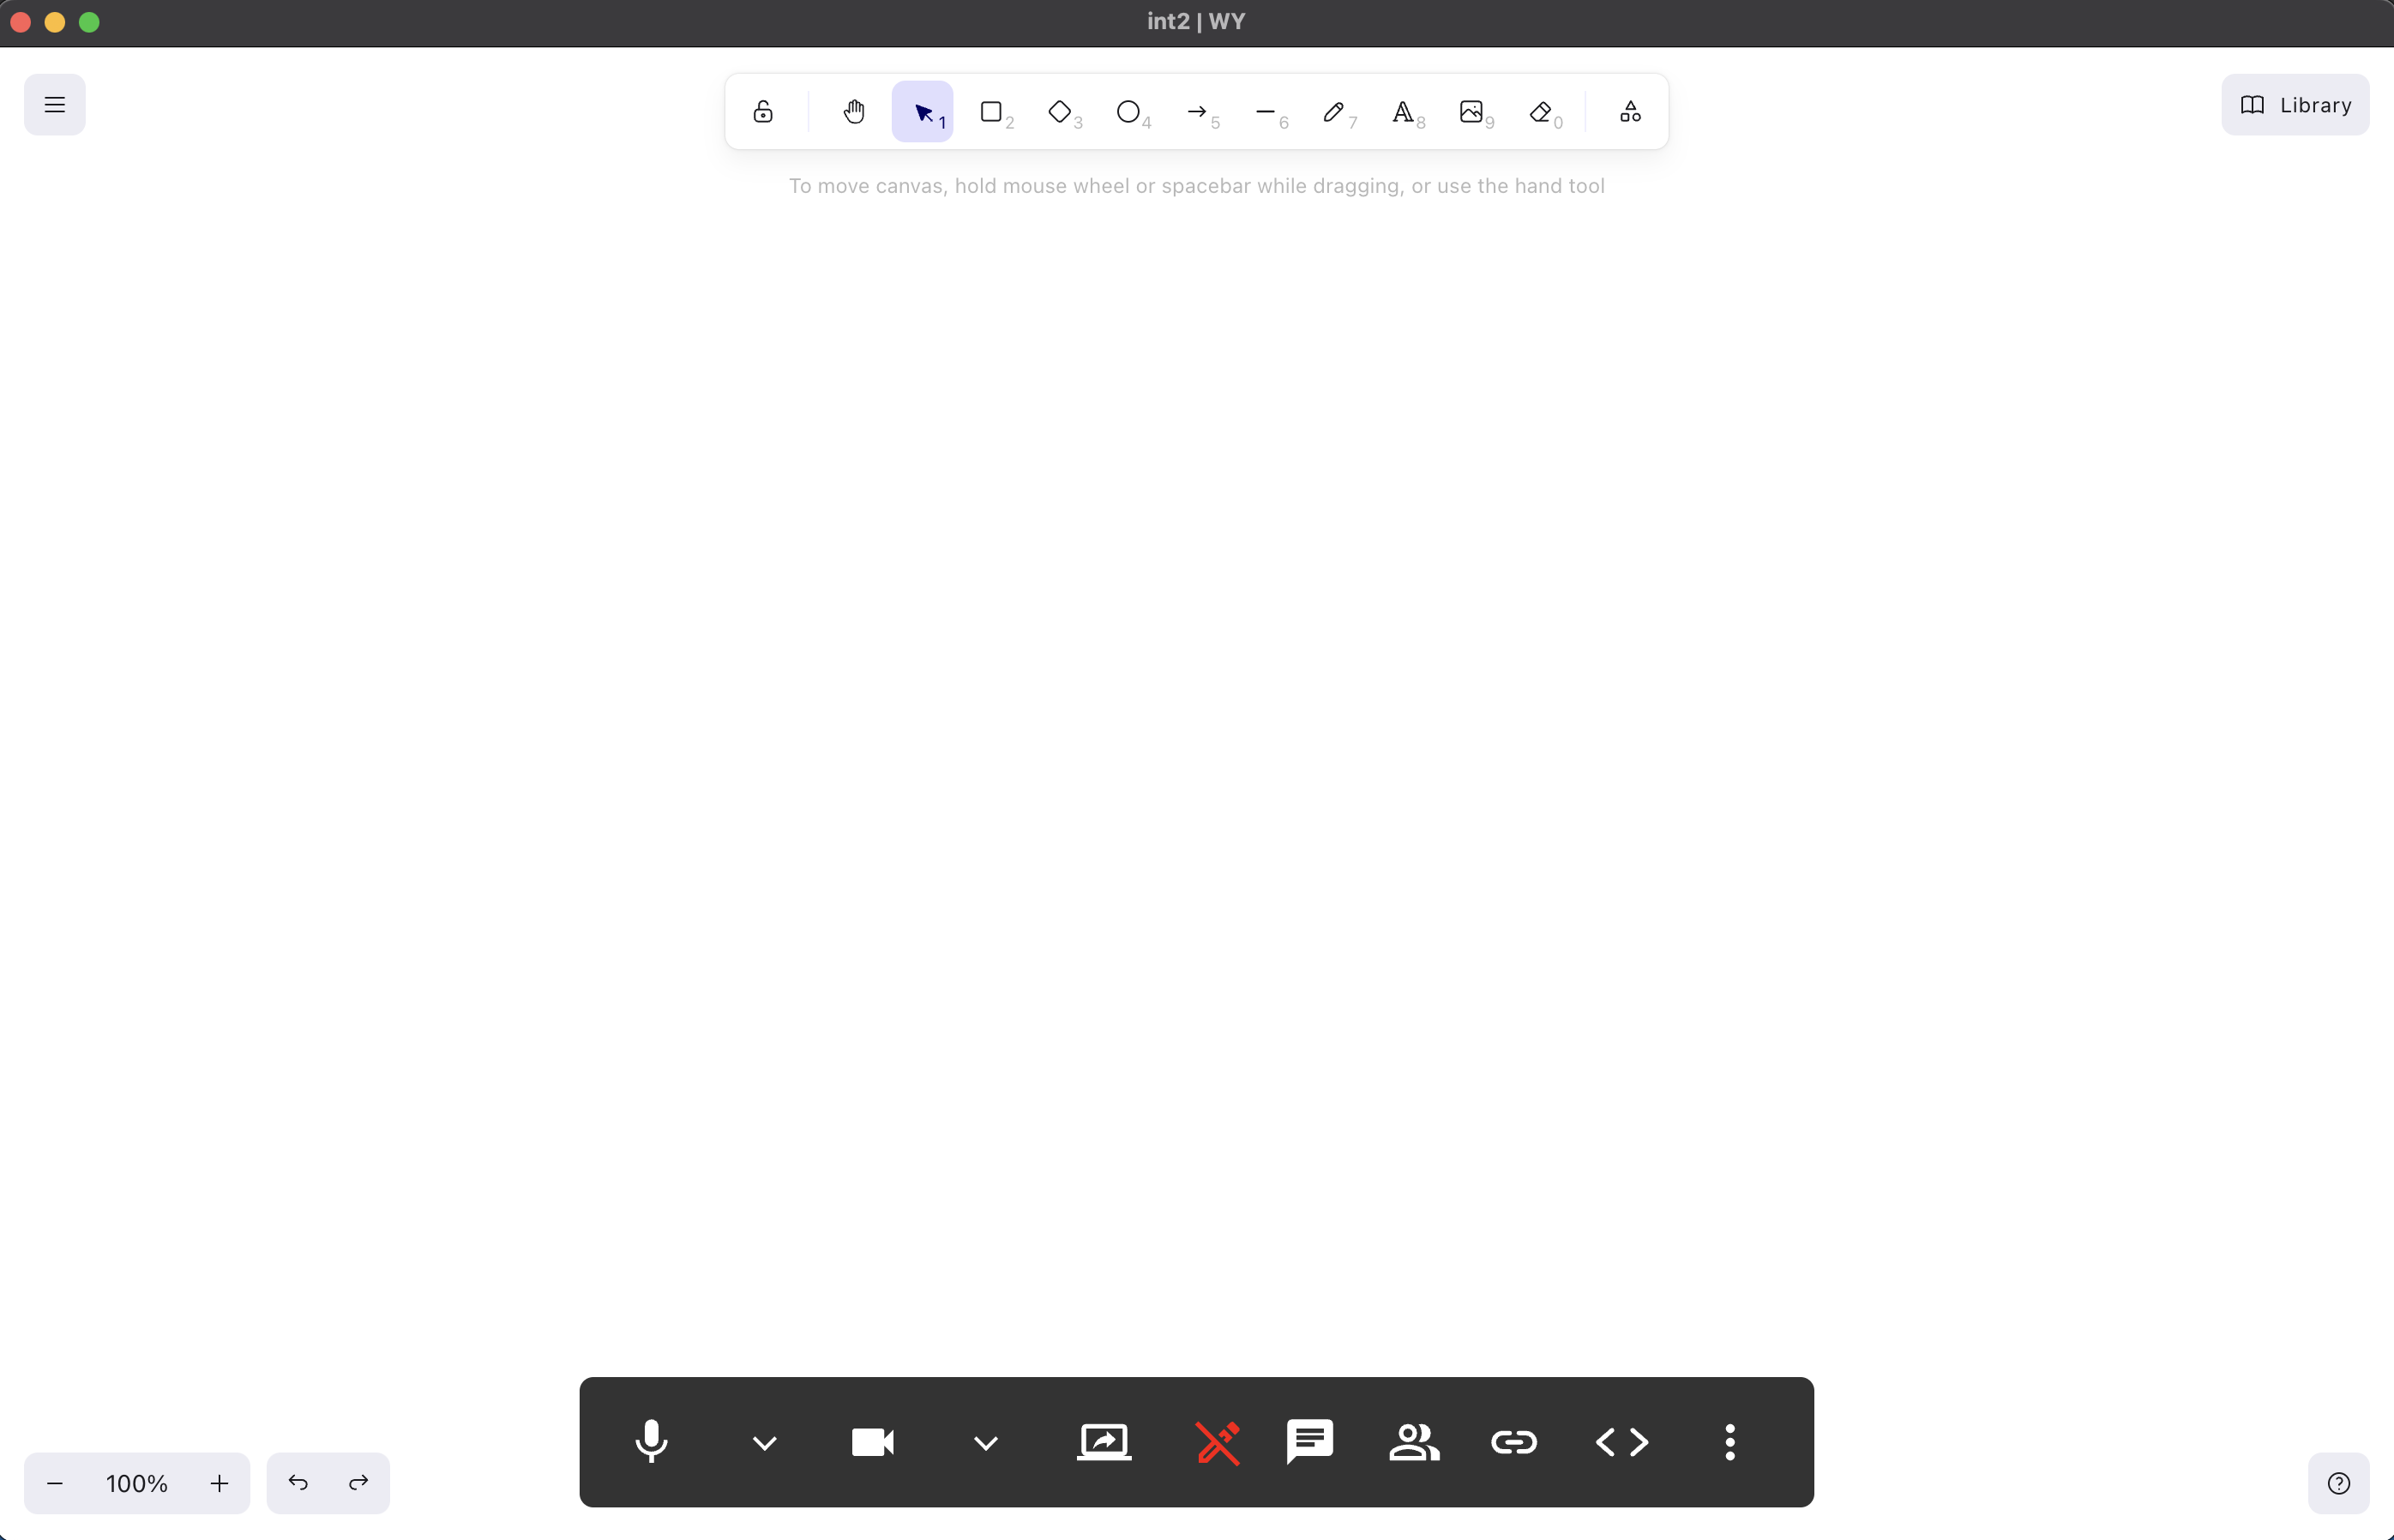 int2 | WY
1 2 3 4 5 6 7 8 9 0
Library
To move canvas, hold mouse wheel or spacebar while dragging, or use the hand tool
100%